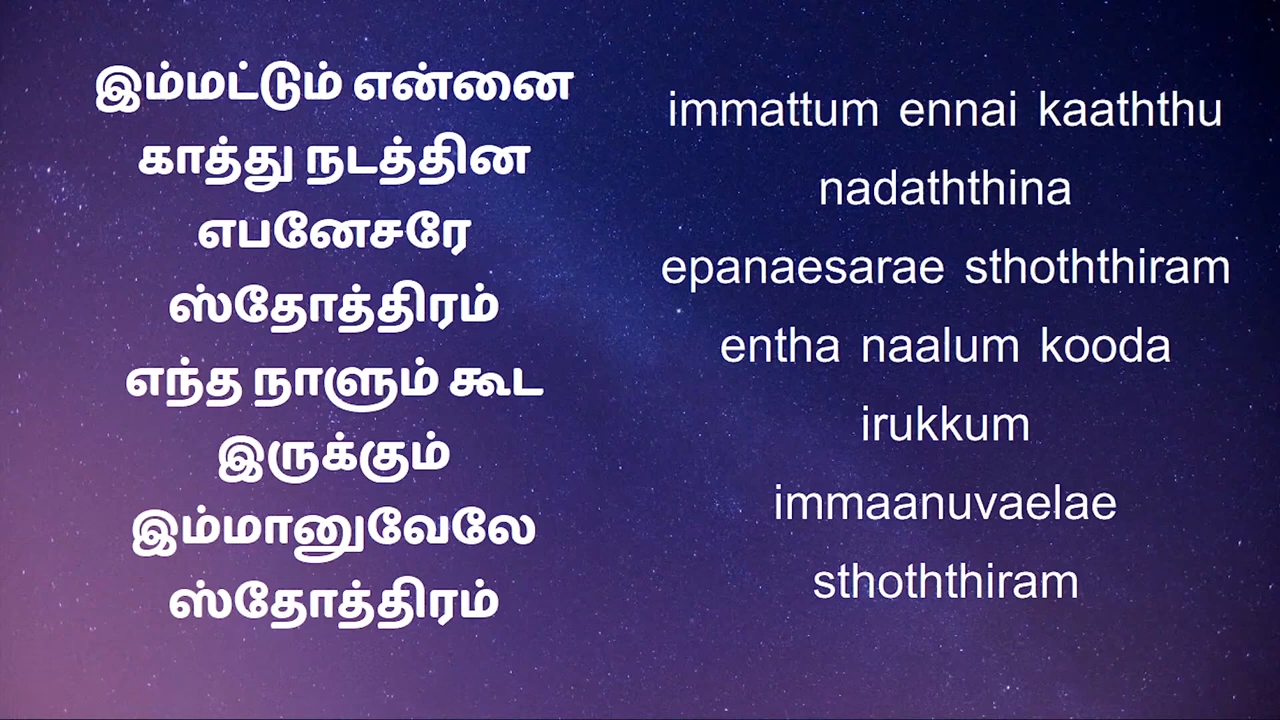 இம்மட்டும் என்னை
காத்து நடத்தின
எபனேசரே
ஸ்தோத்திரம்
எந்த நாளும் கூட
இருக்கும்
இம்மானுவேலே
ஸ்தோத்திரம்
immattum ennai kaaththu
nadaththina
epanaesarae sthoththiram
entha naalum kooda
irukkum
immaanuvaelae
sthoththiram